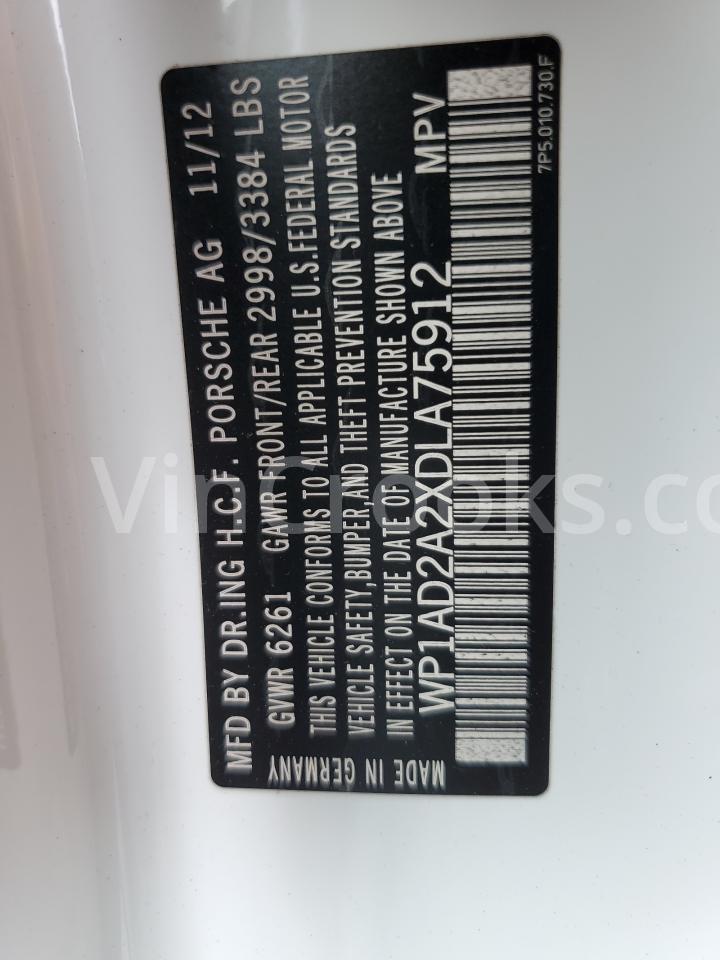 MFD BY DR.ING H.C.F. PORSCHE AG 11/12
GVWR 6261 GAWR FRONT/REAR 2998/3384 LBS
THIS VEHICLE CONFORMS TO ALL APPLICABLE U.S.FEDERAL MOTOR
VEHICLE SAFETY,BUMPER,AND THEFT PREVENTION STANDARDS
IN EFFECT ON THE DATE OF MANUFACTURE SHOWN ABOVE
WP1AD2A2XDLA75912 MPV
MADE IN GERMANY
7P5.010.730.F
VinCrooks.com